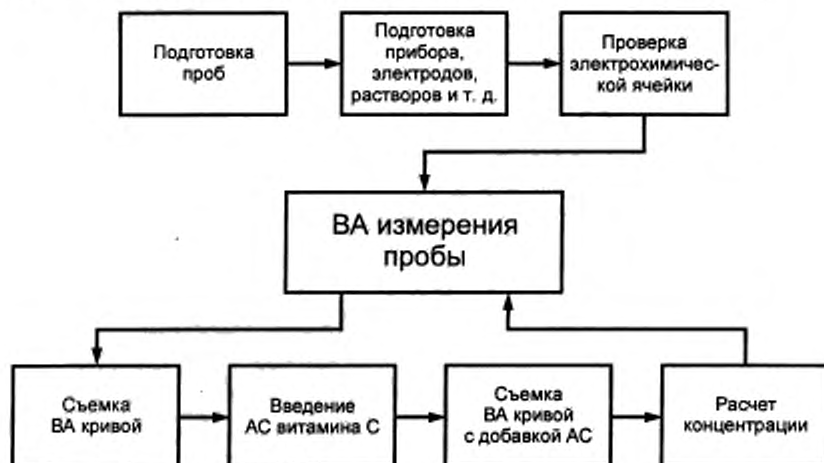 Подготовка
проб
Подготовка
прибора,
электродов,
растворов и т. д.
Проверка
электрохимичес-
кой ячейки
ВА измерения
пробы
Съемка
ВА кривой
Введение
АС витамина С
Съемка
ВА кривой
с добавкой АС
Расчет
концентрации